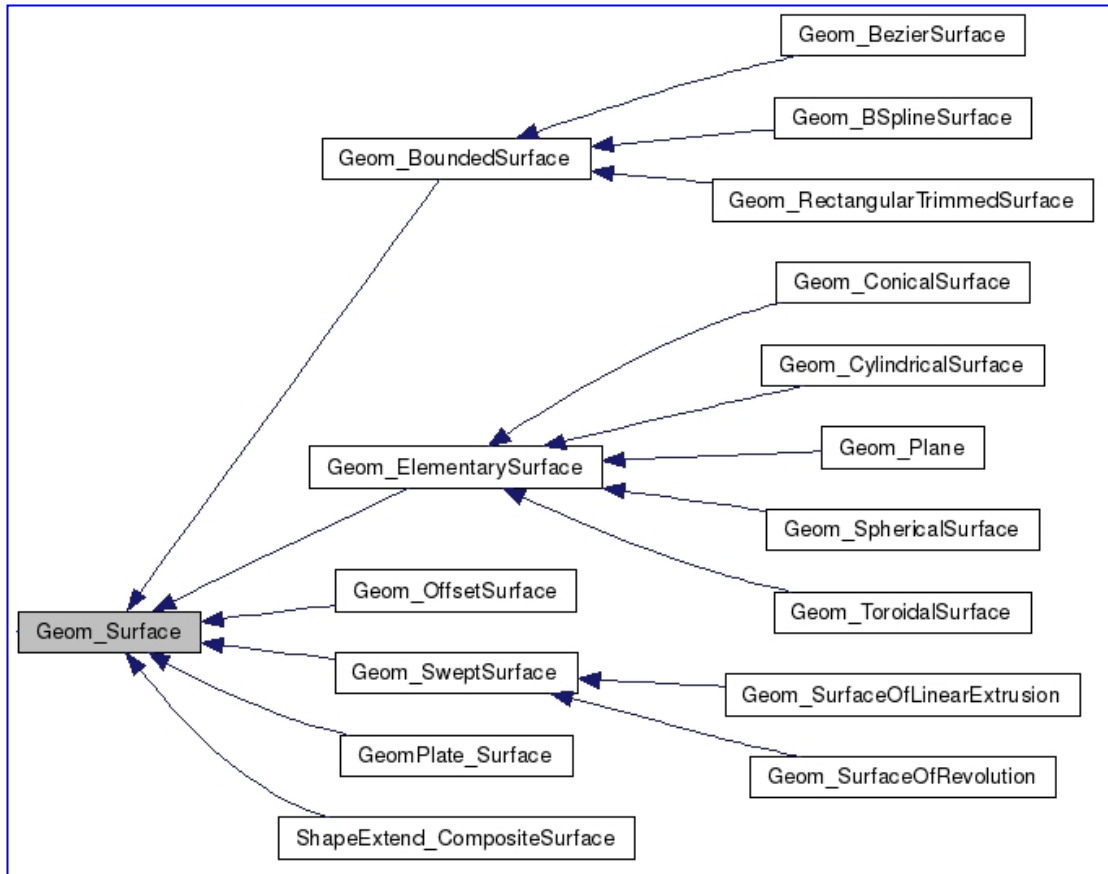 Geom_BezierSurface
Geom_BSplineSurface
Geom_BoundedSurface
Geom_RectangularTrimmedSurface
Geom_ConicalSurface
Geom_CylindricalSurface
Geom_Plane
Geom_ElementarySurface
Geom_SphericalSurface
Geom_OffsetSurface
Geom_ToroidalSurface
Geom_Surface
Geom_SweptSurface
Geom_SurfaceOfLinearExtrusion
GeomPlate_Surface
Geom_SurfaceOfRevolution
ShapeExtend_CompositeSurface